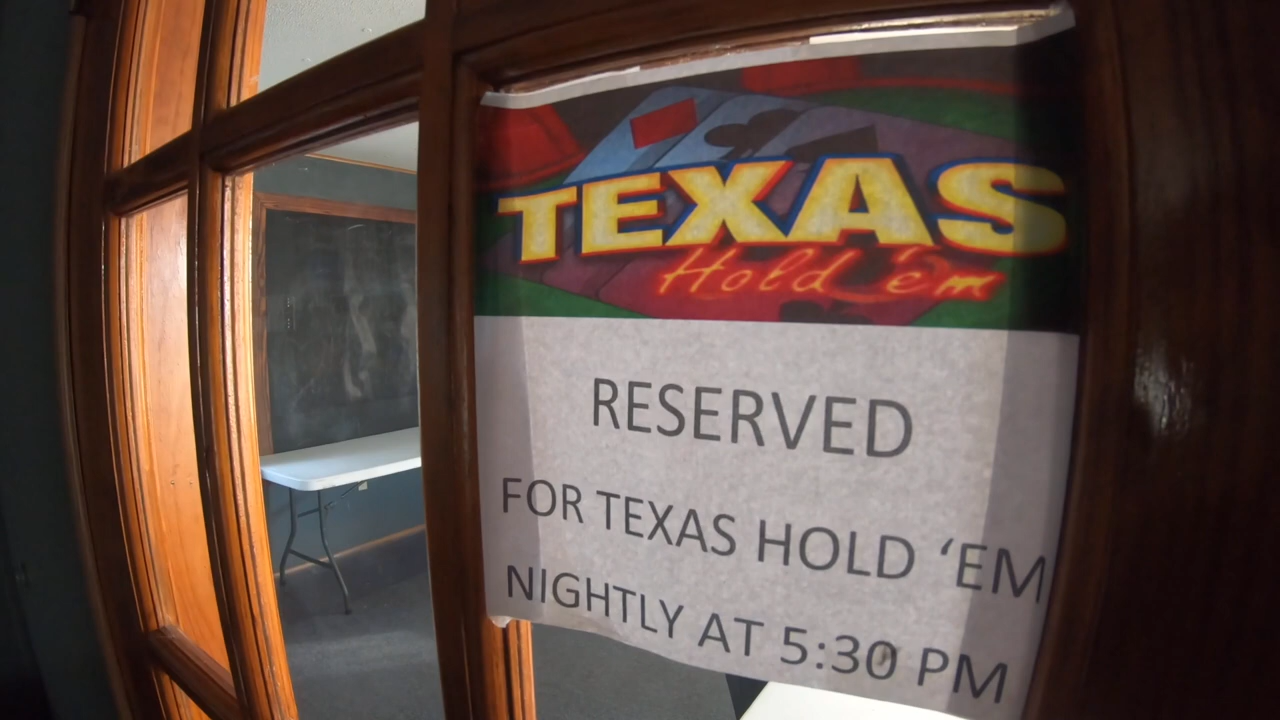 TEXAS
Hold 'em
RESERVED
FOR TEXAS HOLD ‘EM
NIGHTLY AT 5:30 PM